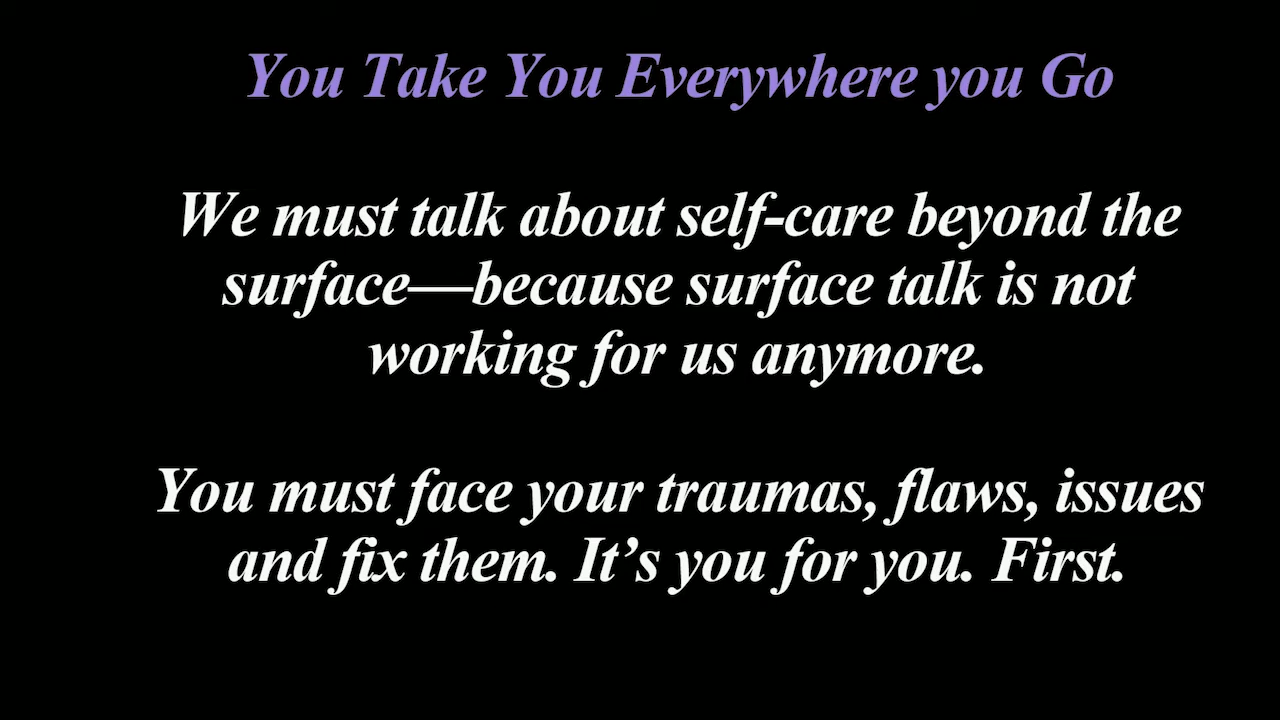 You Take You Everywhere you Go
We must talk about self-care beyond the
surface—because surface talk is not
working for us anymore.
You must face your traumas, flaws, issues
and fix them. It’s you for you. First.